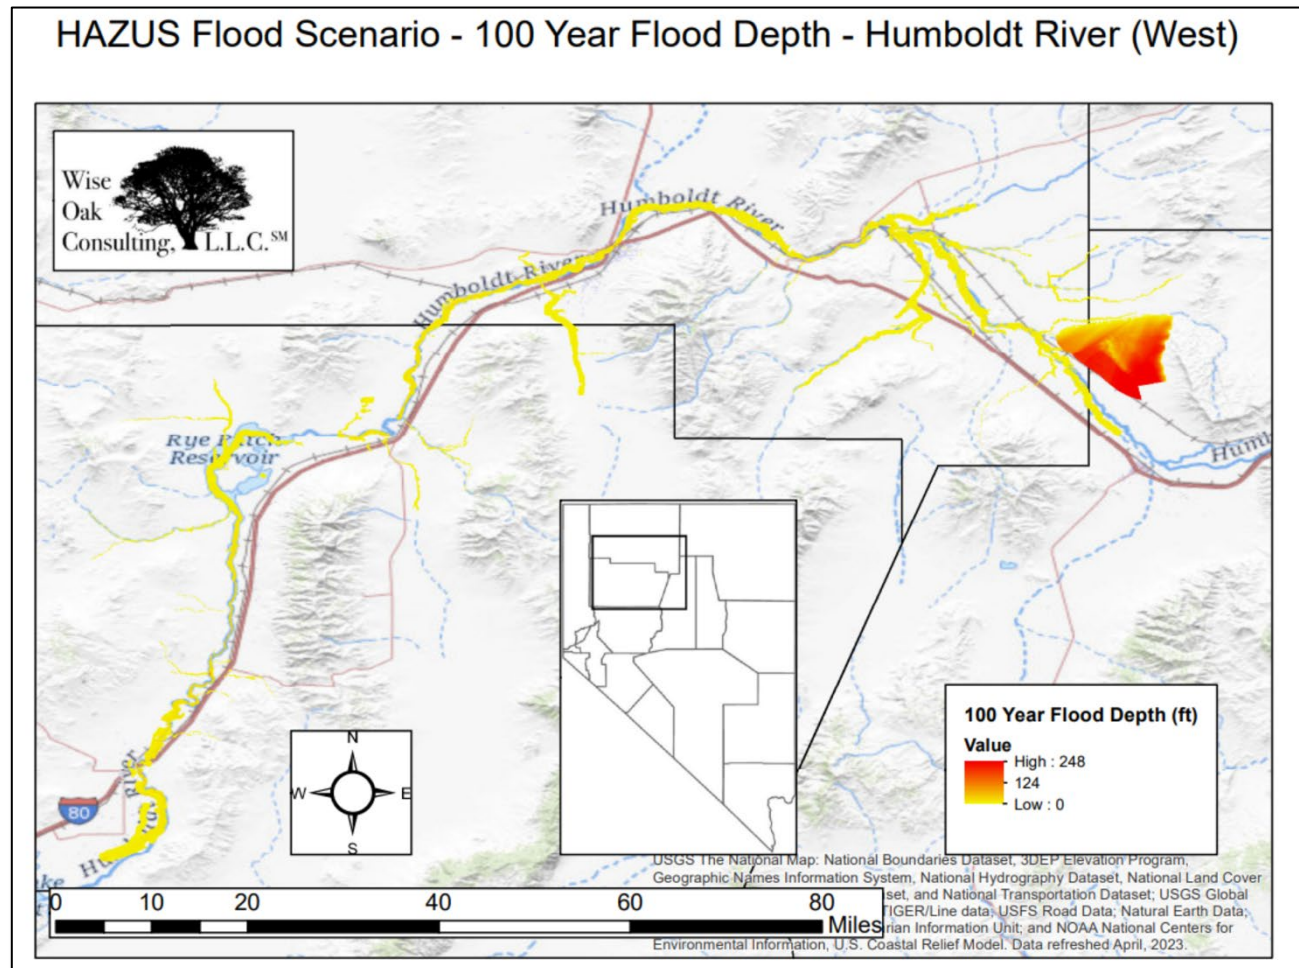 HAZUS Flood Scenario - 100 Year Flood Depth - Humboldt River (West)
Wise
Oak
Consulting, L.L.C.℠
Humboldt River
Humboldt River
Rye Patch
Reservoir
Humb
N
W E
S
River
80
Humboldt
ke
100 Year Flood Depth (ft)
Value
High : 248
124
Low : 0
USGS The National Map: National Boundaries Dataset, 3DEP Elevation Program,
Geographic Names Information System, National Hydrography Dataset, National Land Cover
set, and National Transportation Dataset; USGS Global
TIGER/Line data; USFS Road Data; Natural Earth Data;
rian Information Unit; and NOAA National Centers for
Environmental Information, U.S. Coastal Relief Model. Data refreshed April, 2023.
0 10 20 40 60 80
Miles